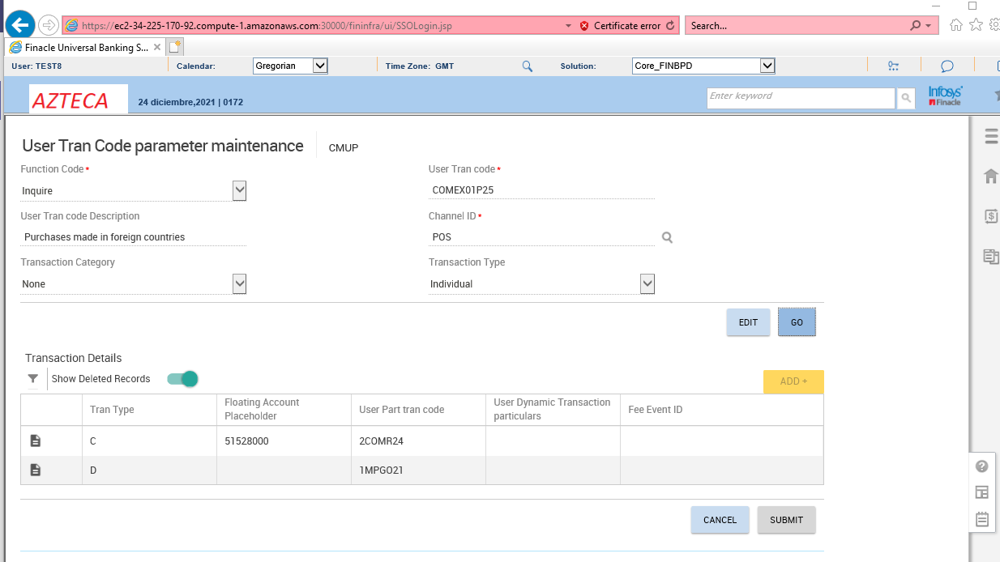 https://ec2-34-225-170-92.compute-1.amazonaws.com:30000/fininfra/ui/SSOLogin.jsp
Certificate error
Search...
Finacle Universal Banking S...
User: TEST8
Calendar:
Gregorian
Time Zone: GMT
Solution:
Core_FINBPD
AZTECA
24 diciembre,2021 | 0172
Enter keyword
Infosys
Finacle
User Tran Code parameter maintenance
CMUP
Function Code *
User Tran code *
Inquire
COMEX01P25
User Tran code Description
Channel ID *
Purchases made in foreign countries
POS
Transaction Category
Transaction Type
None
Individual
EDIT
GO
Transaction Details
Show Deleted Records
ADD +
Tran Type
Floating Account
Placeholder
User Part tran code
User Dynamic Transaction
particulars
Fee Event ID
C
51528000
2COMR24
D
1MPGO21
CANCEL
SUBMIT